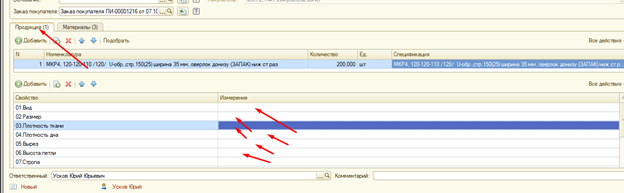 Заказ покупателя: Заказ покупателя ПИ-00001216 от 07.10
Продукция (1) Материалы (3)
Добавить Подобрать Все действия
N Номенклатура Количество Ед. Спецификация
1 МКР4, 120-120-110 /120/ U-обр.,стр.150(25) ширина 35 мм, оверлок донизу (ЗАПАК) ниж ст раз 200,000 шт МКР4, 120-120-110 /120/ U-обр.,стр.150(25) ширина 35 мм, оверлок донизу (ЗАПАК) ниж ст р...
Добавить Все действия
Свойство Измерение
01.Вид
02.Размер
03.Плотность ткани
04.Плотность дна
05.Вырез
06.Высота петли
07.Стропа
Ответственный: Усков Юрий Юрьевич Комментарий:
Новый Усков Юрий